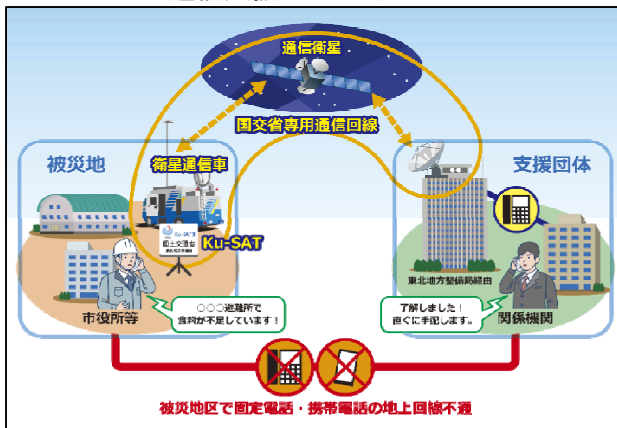 通信衛星
国交省専用通信回線
被災地
支援団体
衛星通信車
Ku-SAT
国土交通省
Ku-SAT
東北地方整備局経由
市役所等
○○○避難所で
食料が不足しています！
了解しました！
直ぐに手配します。
関係機関
被災地区で固定電話・携帯電話の地上回線不通